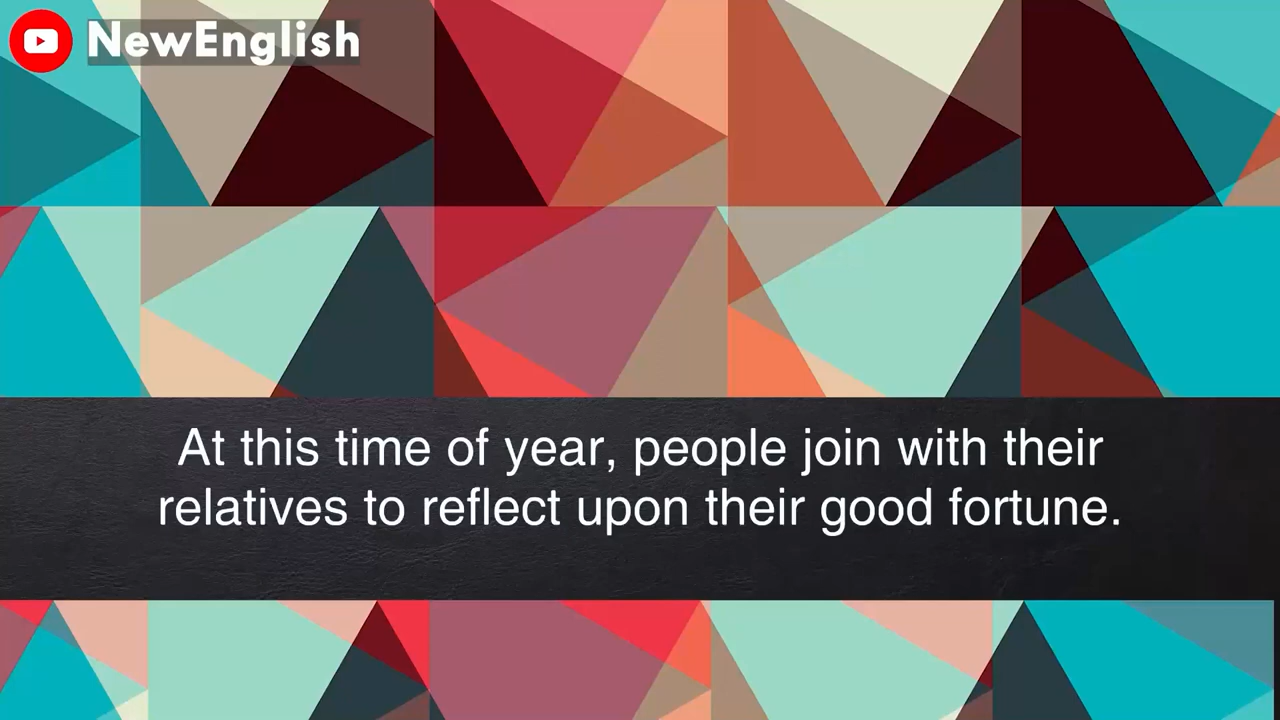 NewEnglish
At this time of year, people join with their
relatives to reflect upon their good fortune.